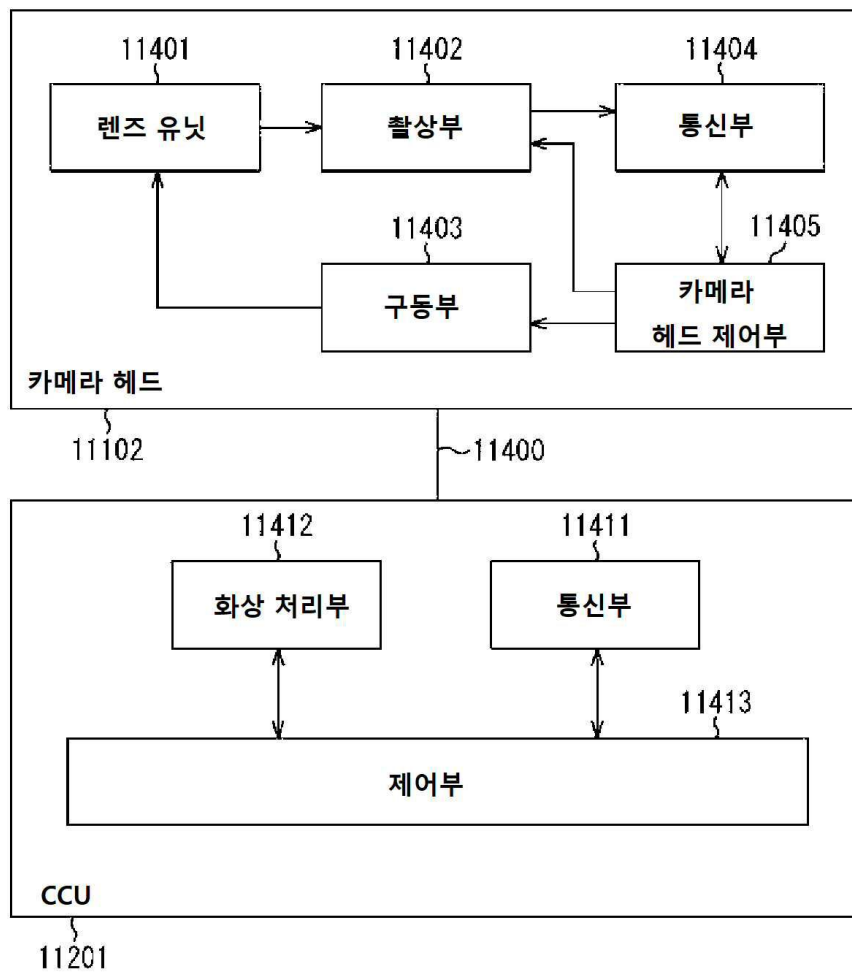 11401
11402
11404
렌즈 유닛
촬상부
통신부
11403
11405
구동부
카메라
헤드 제어부
카메라 헤드
11102
11400
11412
11411
화상 처리부
통신부
11413
제어부
CCU
11201